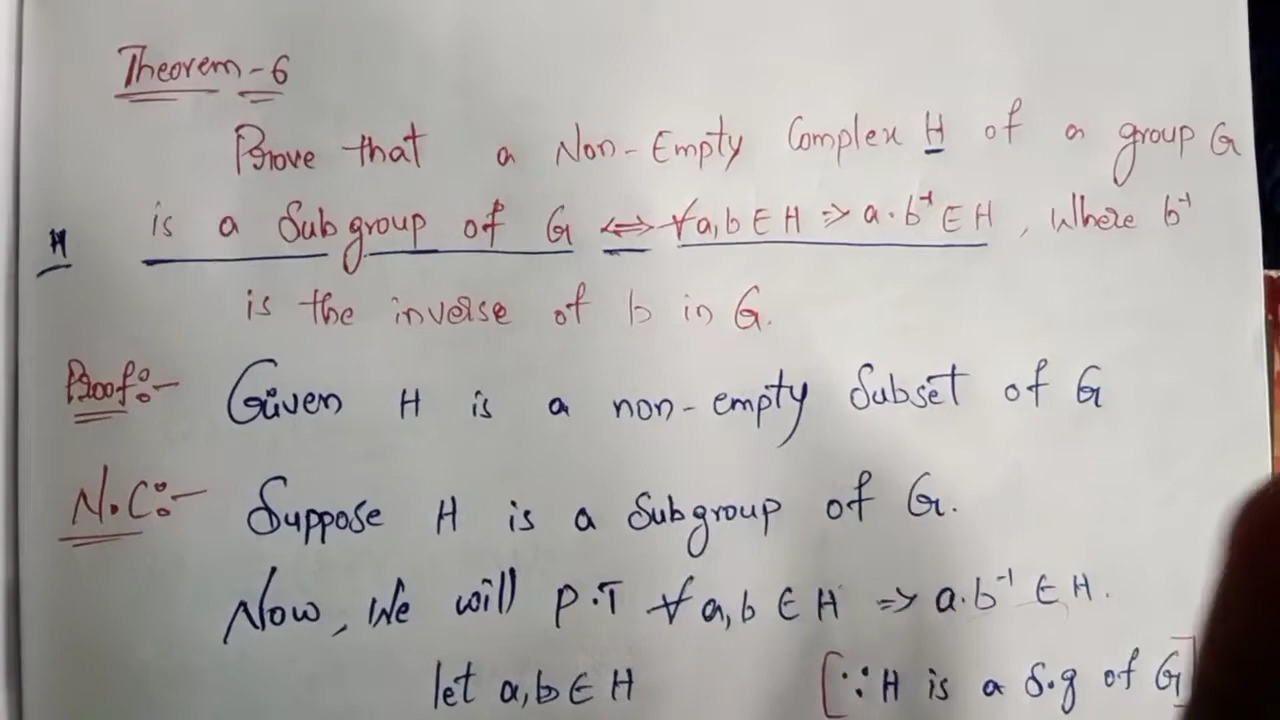 Theorem-6
Prove that a Non-Empty Complex H of a group G
H is a Subgroup of G ⇔ ∀a,b∈H ⇒ a·b⁻¹∈H, Where b⁻¹
is the inverse of b in G.
Proof:- Given H is a non-empty Subset of G
N.C:- Suppose H is a Subgroup of G.
Now, We will P.T ∀a,b∈H ⇒ a.b⁻¹∈H.
let a,b∈H [∵H is a S.g of G]